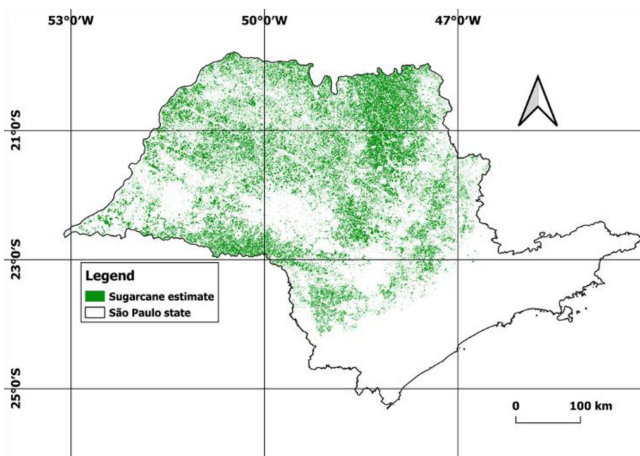 53°0'W 50°0'W 47°0'W
21°0'S
23°0'S
Legend
Sugarcane estimate
São Paulo state
25°0'S
0 100 km